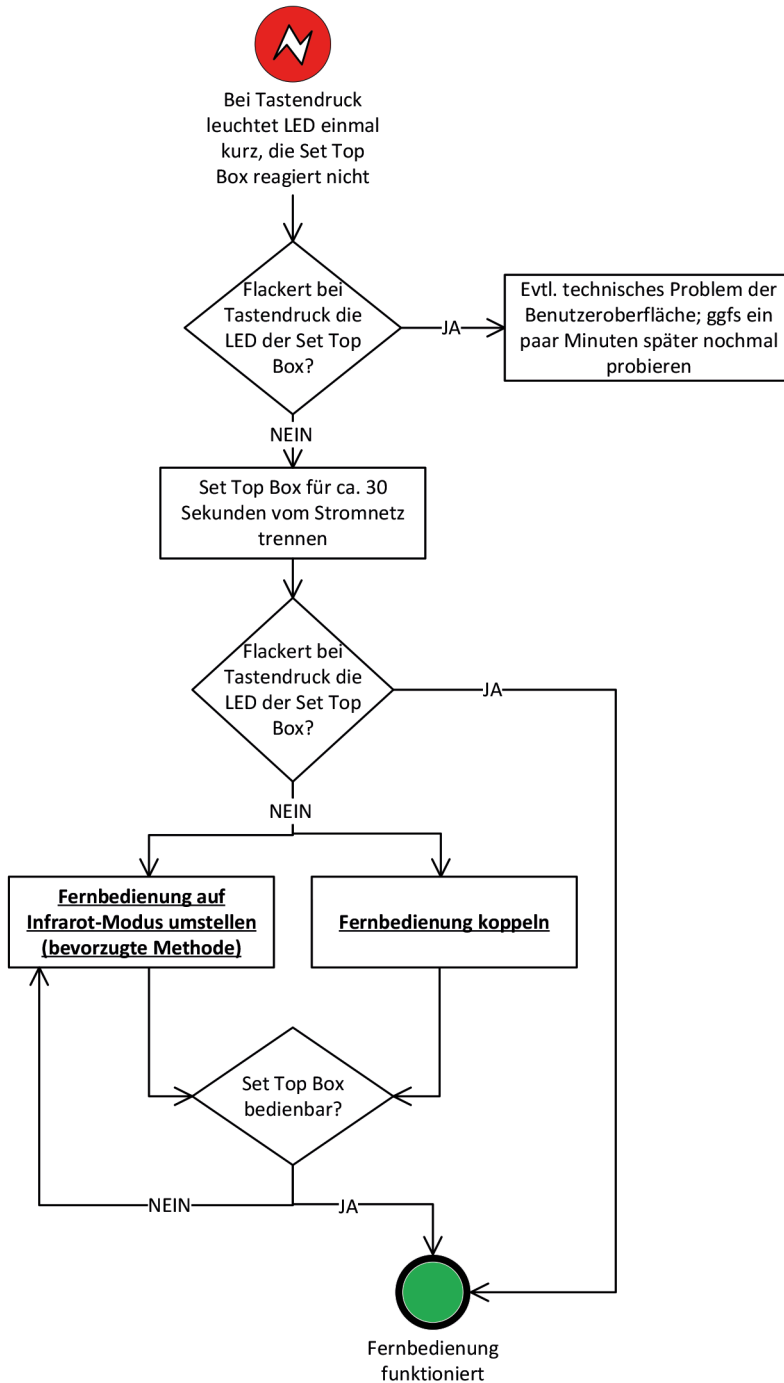 Bei Tastendruck
leuchtet LED einmal
kurz, die Set Top
Box reagiert nicht
Flackert bei
Tastendruck die
LED der Set Top
Box?
JA
Evtl. technisches Problem der
Benutzeroberfläche; ggfs ein
paar Minuten später nochmal
probieren
NEIN
Set Top Box für ca. 30
Sekunden vom Stromnetz
trennen
Flackert bei
Tastendruck die
LED der Set Top
Box?
JA
NEIN
Fernbedienung auf
Infrarot-Modus umstellen
(bevorzugte Methode)
Fernbedienung koppeln
Set Top Box
bedienbar?
NEIN
JA
Fernbedienung
funktioniert